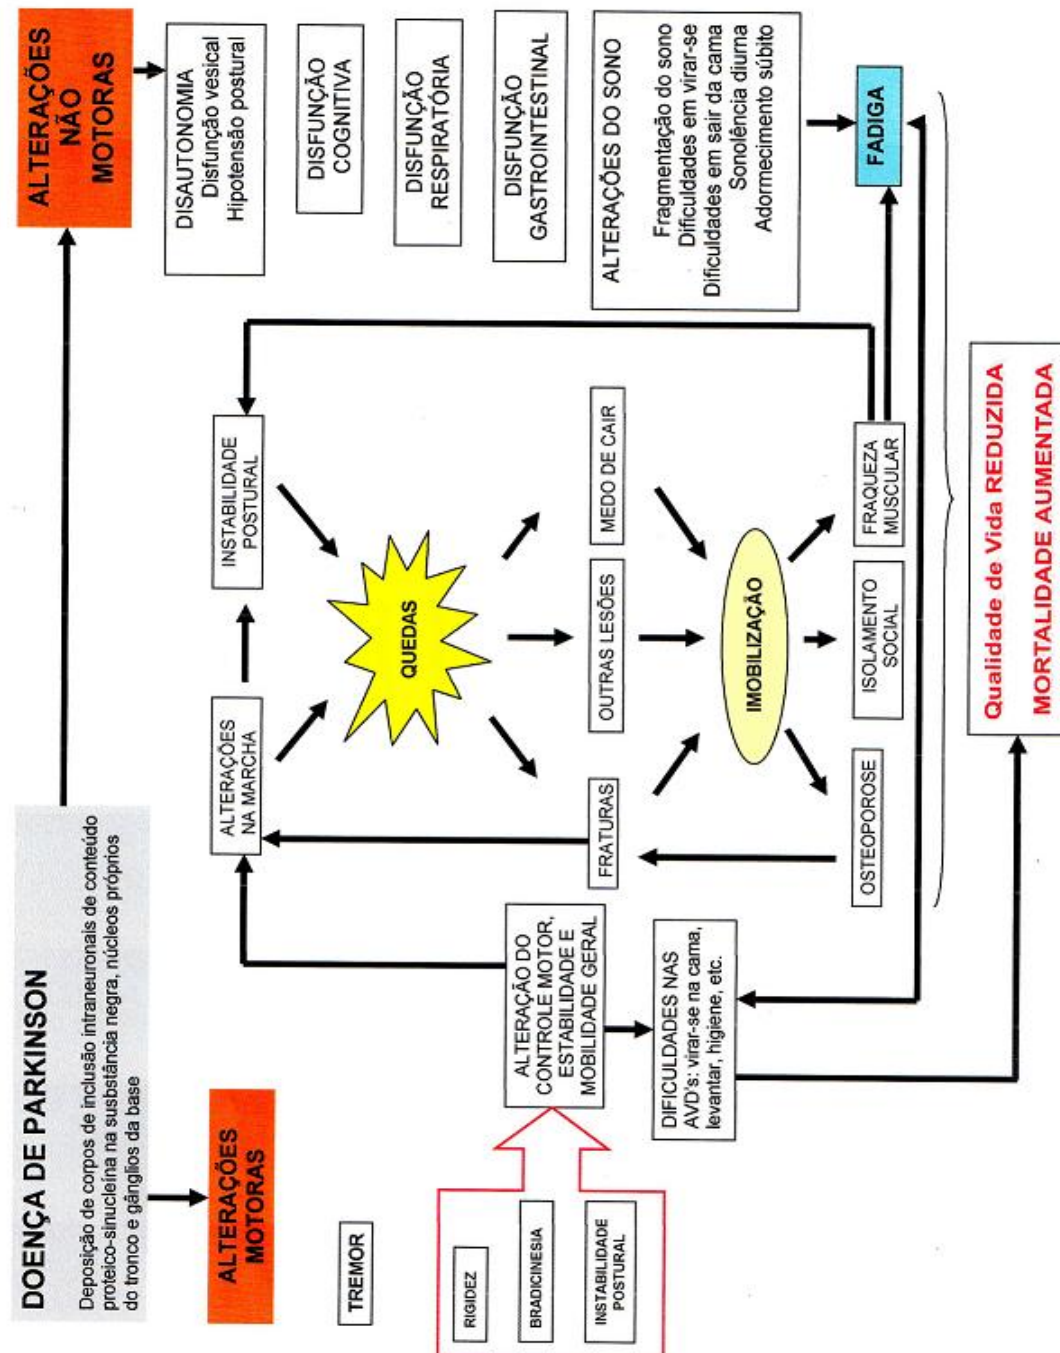 DOENÇA DE PARKINSON
Deposição de corpos de inclusão intraneuronais de conteúdo
proteico-sinucleína na susbstância negra, núcleos próprios
do tronco e gânglios da base
ALTERAÇÕES
NÃO
MOTORAS
ALTERAÇÕES
MOTORAS
TREMOR
RIGIDEZ
BRADICINESIA
INSTABILIDADE
POSTURAL
ALTERAÇÃO DO
CONTROLE MOTOR,
ESTABILIDADE E
MOBILIDADE GERAL
DIFICULDADES NAS
AVD's: virar-se na cama,
levantar, higiene, etc.
ALTERAÇÕES
NA MARCHA
INSTABILIDADE
POSTURAL
QUEDAS
FRATURAS
OUTRAS LESÕES
MEDO DE CAIR
IMOBILIZAÇÃO
OSTEOPOROSE
ISOLAMENTO
SOCIAL
FRAQUEZA
MUSCULAR
DISAUTONOMIA
Disfunção vesical
Hipotensão postural
DISFUNÇÃO
COGNITIVA
DISFUNÇÃO
RESPIRATÓRIA
DISFUNÇÃO
GASTROINTESTINAL
ALTERAÇÕES DO SONO
Fragmentação do sono
Dificuldades em virar-se
Dificuldades em sair da cama
Sonolência diurna
Adormecimento súbito
FADIGA
Qualidade de Vida REDUZIDA
MORTALIDADE AUMENTADA